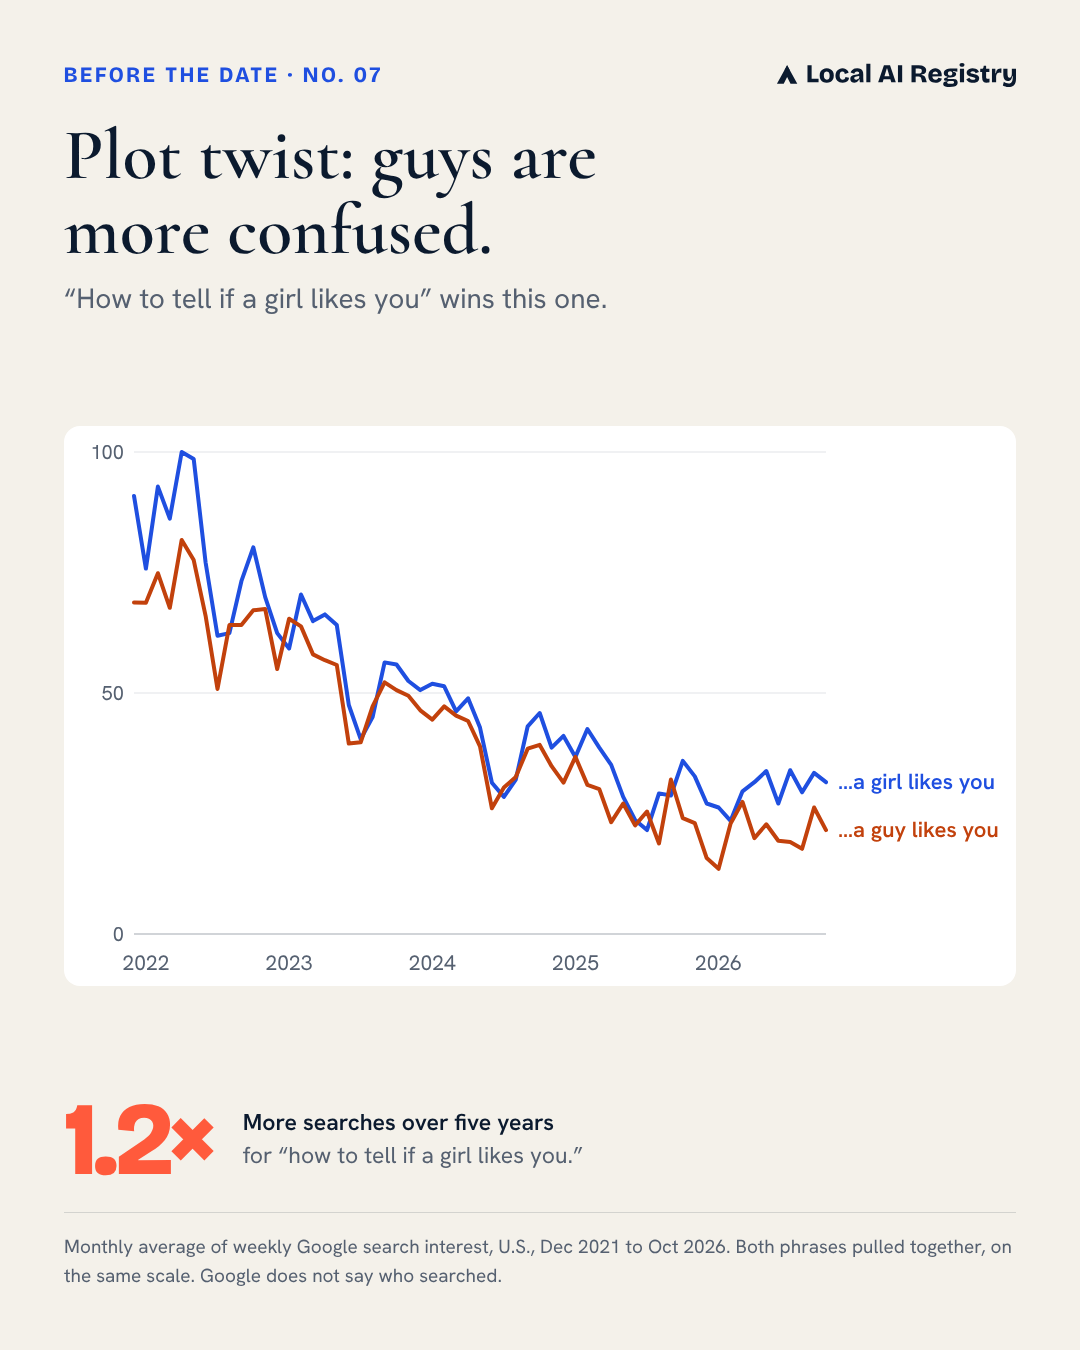 BEFORE THE DATE · NO. 07
Local AI Registry
Plot twist: guys are
more confused.
“How to tell if a girl likes you” wins this one.
100
50
0
...a girl likes you
...a guy likes you
2022 2023 2024 2025 2026
1.2×
More searches over five years
for “how to tell if a girl likes you.”
Monthly average of weekly Google search interest, U.S., Dec 2021 to Oct 2026. Both phrases pulled together, on
the same scale. Google does not say who searched.